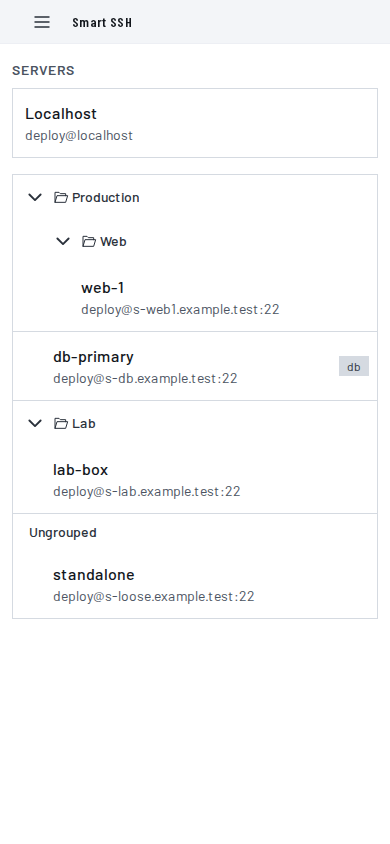 Smart SSH
SERVERS
Localhost
deploy@localhost
Production
Web
web-1
deploy@s-web1.example.test:22
db-primary
deploy@s-db.example.test:22
db
Lab
lab-box
deploy@s-lab.example.test:22
Ungrouped
standalone
deploy@s-loose.example.test:22